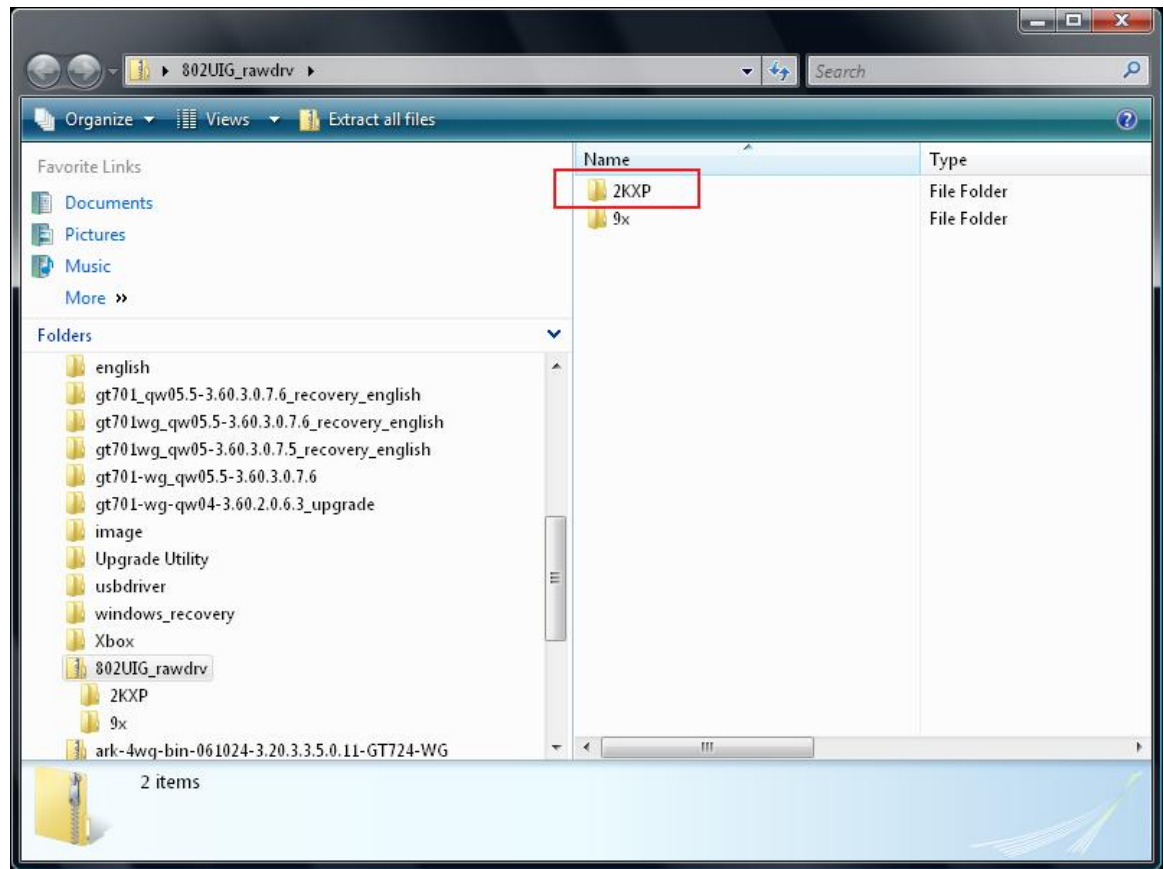 802UIG_rawdrv
Search
Organize Views Extract all files
Favorite Links
Documents
Pictures
Music
More »
Folders
english
gt701_qw05.5-3.60.3.0.7.6_recovery_english
gt701wg_qw05.5-3.60.3.0.7.6_recovery_english
gt701wg_qw05-3.60.3.0.7.5_recovery_english
gt701-wg_qw05.5-3.60.3.0.7.6
gt701-wg-qw04-3.60.2.0.6.3_upgrade
image
Upgrade Utility
usbdriver
windows_recovery
Xbox
802UIG_rawdrv
2KXP
9x
ark-4wq-bin-061024-3.20.3.3.5.0.11-GT724-WG
Name Type
2KXP File Folder
9x File Folder
2 items